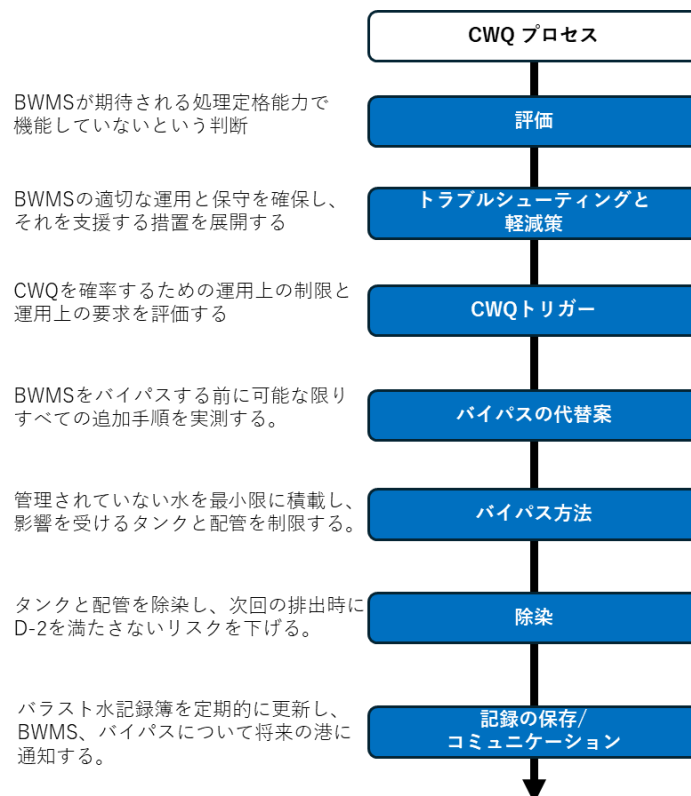 CWQ プロセス
BWMSが期待される処理定格能力で
機能していないという判断
評価
BWMSの適切な運用と保守を確保し、
それを支援する措置を展開する
トラブルシューティングと
軽減策
CWQを確率するための運用上の制限と
運用上の要求を評価する
CWQトリガー
BWMSをバイパスする前に可能な限り
すべての追加手順を実測する。
バイパスの代替案
管理されていない水を最小限に積載し、
影響を受けるタンクと配管を制限する。
バイパス方法
タンクと配管を除染し、次回の排出時に
D-2を満たさないリスクを下げる。
除染
バラスト水記録簿を定期的に更新し、
BWMS、バイパスについて将来の港に
通知する。
記録の保存/
コミュニケーション